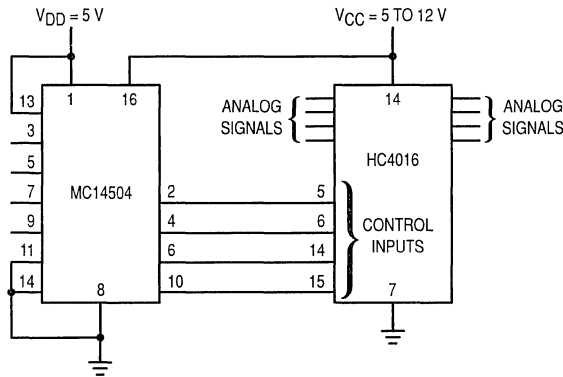 VDD = 5 V
VCC = 5 TO 12 V
13
1
16
14
ANALOG
SIGNALS
ANALOG
SIGNALS
3
5
HC4016
7
MC14504
2
5
9
4
6
CONTROL
INPUTS
11
6
14
14
8
10
15
7